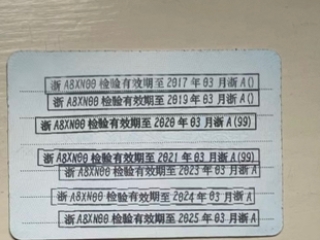 浙 A8XN00 检验有效期至 2017 年 03 月浙 A()
浙 A8XN00 检验有效期至 2019 年 03 月浙 A()
浙 A8XN00 检验有效期至 2020 年 03 月浙 A(99)
浙 A8XN00 检验有效期至 2021 年 03 月浙 A(99)
浙 A8XN00 检验有效期至 2023 年 03 月浙 A
浙 A8XN00 检验有效期至 2024 年 03 月浙 A
浙 A8XN00 检验有效期至 2025 年 03 月浙 A